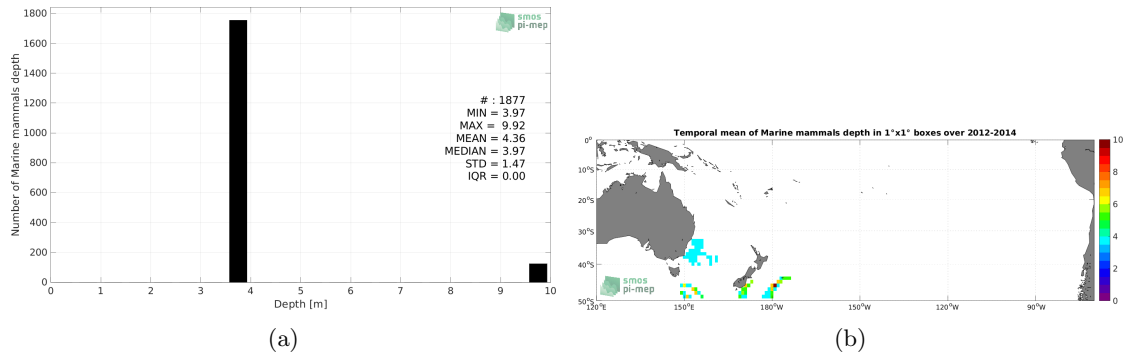 1800
1600
1400
1200
1000
800
600
400
200
0
Number of Marine mammals depth
0 1 2 3 4 5 6 7 8 9 10
Depth [m]
smos
pi-mep
# : 1877
MIN = 3.97
MAX = 9.92
MEAN = 4.36
MEDIAN = 3.97
STD = 1.47
IQR = 0.00
(a)
Temporal mean of Marine mammals depth in 1°x1° boxes over 2012-2014
0°
10°S
20°S
30°S
40°S
50°S
120°E 150°E 180°W 150°W 120°W 90°W
smos
pi-mep
10
8
6
4
2
0
(b)